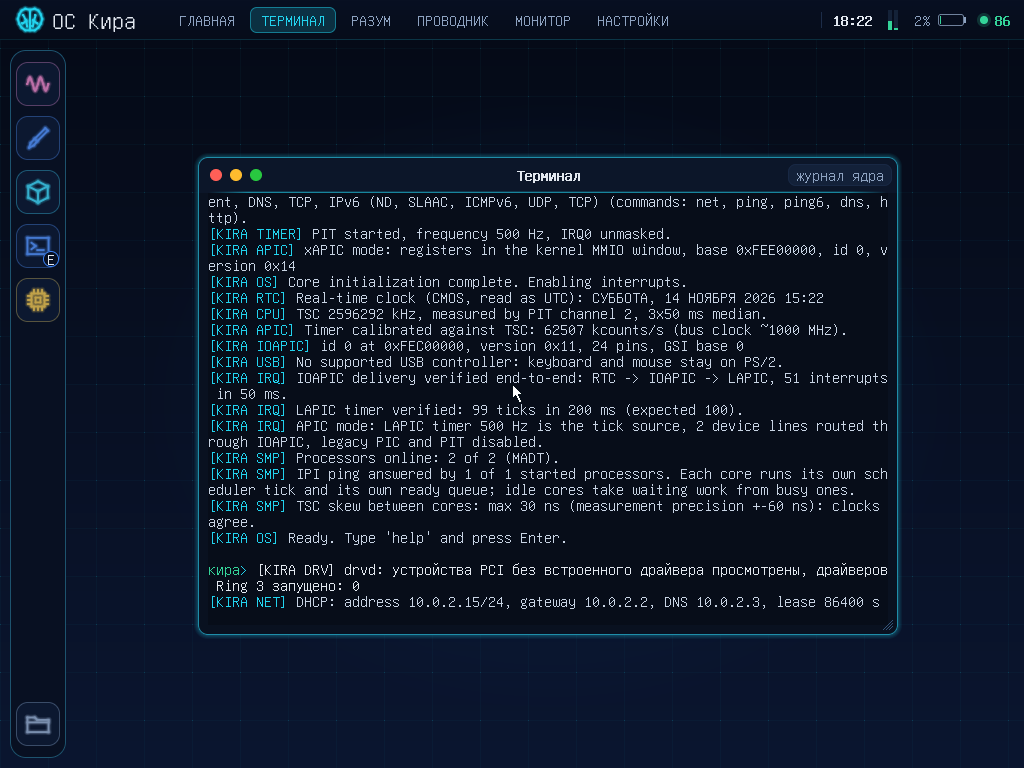 ОС Кира
ГЛАВНАЯ ТЕРМИНАЛ РАЗУМ ПРОВОДНИК МОНИТОР НАСТРОЙКИ
18:22 2% 86
Терминал
журнал ядра
ent, DNS, TCP, IPv6 (ND, SLAAC, ICMPv6, UDP, TCP) (commands: net, ping, ping6, dns, h
ttp).
[KIRA TIMER] PIT started, frequency 500 Hz, IRQ0 unmasked.
[KIRA APIC] xAPIC mode: registers in the kernel MMIO window, base 0xFEE00000, id 0, v
ersion 0x14
[KIRA OS] Core initialization complete. Enabling interrupts.
[KIRA RTC] Real-time clock (CMOS, read as UTC): СУББОТА, 14 НОЯБРЯ 2026 15:22
[KIRA CPU] TSC 2596292 kHz, measured by PIT channel 2, 3x50 ms median.
[KIRA APIC] Timer calibrated against TSC: 62507 kcounts/s (bus clock ~1000 MHz).
[KIRA IOAPIC] id 0 at 0xFEC00000, version 0x11, 24 pins, GSI base 0
[KIRA USB] No supported USB controller: keyboard and mouse stay on PS/2.
[KIRA IRQ] IOAPIC delivery verified end-to-end: RTC -> IOAPIC -> LAPIC, 51 interrupts
in 50 ms.
[KIRA IRQ] LAPIC timer verified: 99 ticks in 200 ms (expected 100).
[KIRA IRQ] APIC mode: LAPIC timer 500 Hz is the tick source, 2 device lines routed th
rough IOAPIC, legacy PIC and PIT disabled.
[KIRA SMP] Processors online: 2 of 2 (MADT).
[KIRA SMP] IPI ping answered by 1 of 1 started processors. Each core runs its own sch
eduler tick and its own ready queue; idle cores take waiting work from busy ones.
[KIRA SMP] TSC skew between cores: max 30 ns (measurement precision +-60 ns): clocks
agree.
[KIRA OS] Ready. Type 'help' and press Enter.
кира> [KIRA DRV] drvd: устройства PCI без встроенного драйвера просмотрены, драйверов
Ring 3 запущено: 0
[KIRA NET] DHCP: address 10.0.2.15/24, gateway 10.0.2.2, DNS 10.0.2.3, lease 86400 s
E